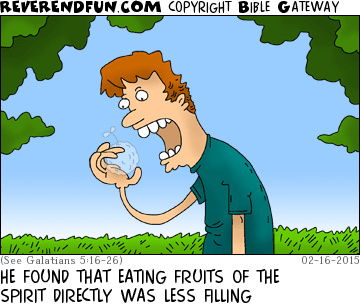 REVERENDFUN.COM COPYRIGHT BIBLE GATEWAY
(See Galatians 5:16-26) 02-16-2015
HE FOUND THAT EATING FRUITS OF THE
SPIRIT DIRECTLY WAS LESS FILLING